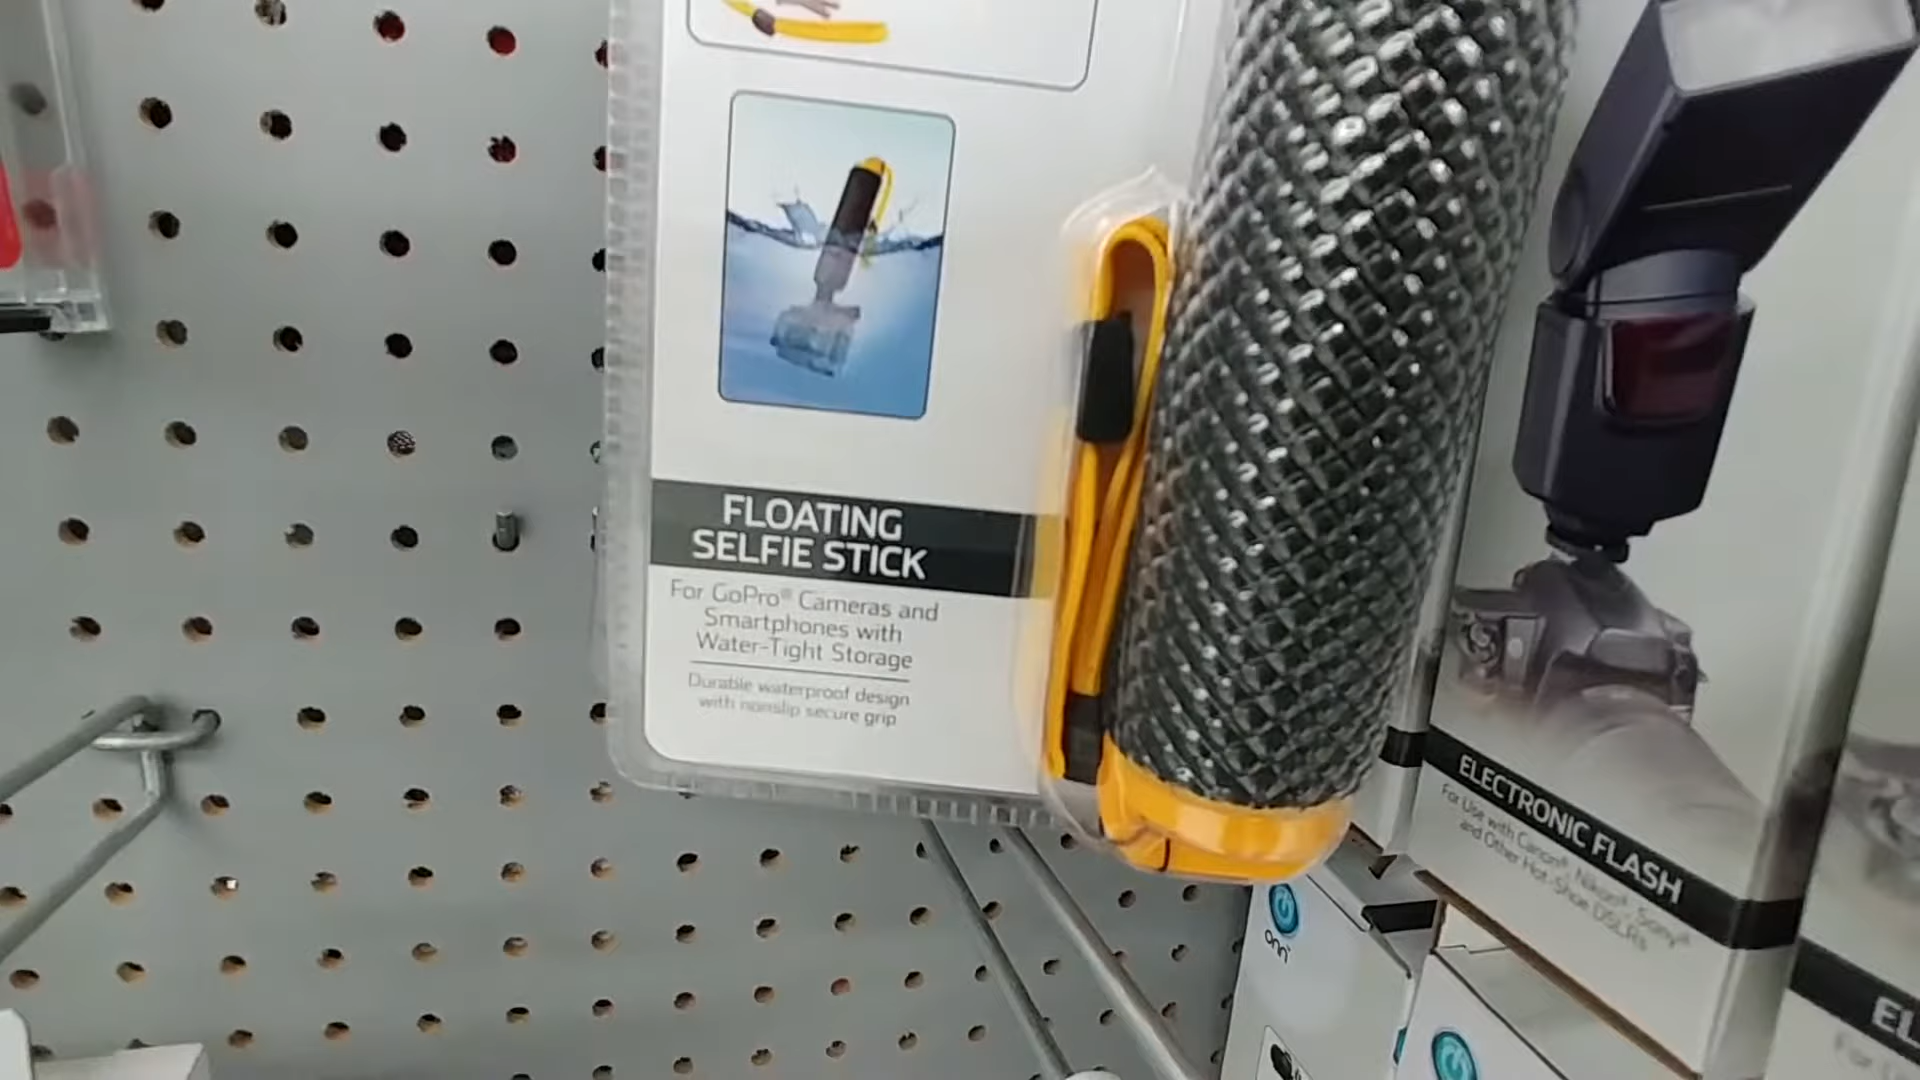 FLOATING
SELFIE STICK
For GoPro® Cameras and
Smartphones with
Water-Tight Storage
Durable waterproof design
with nonslip secure grip
ELECTRONIC FLASH
For Use with Canon®, Nikon®, Sony®
and Other Hot-Shoe DSLRs
onn
EL